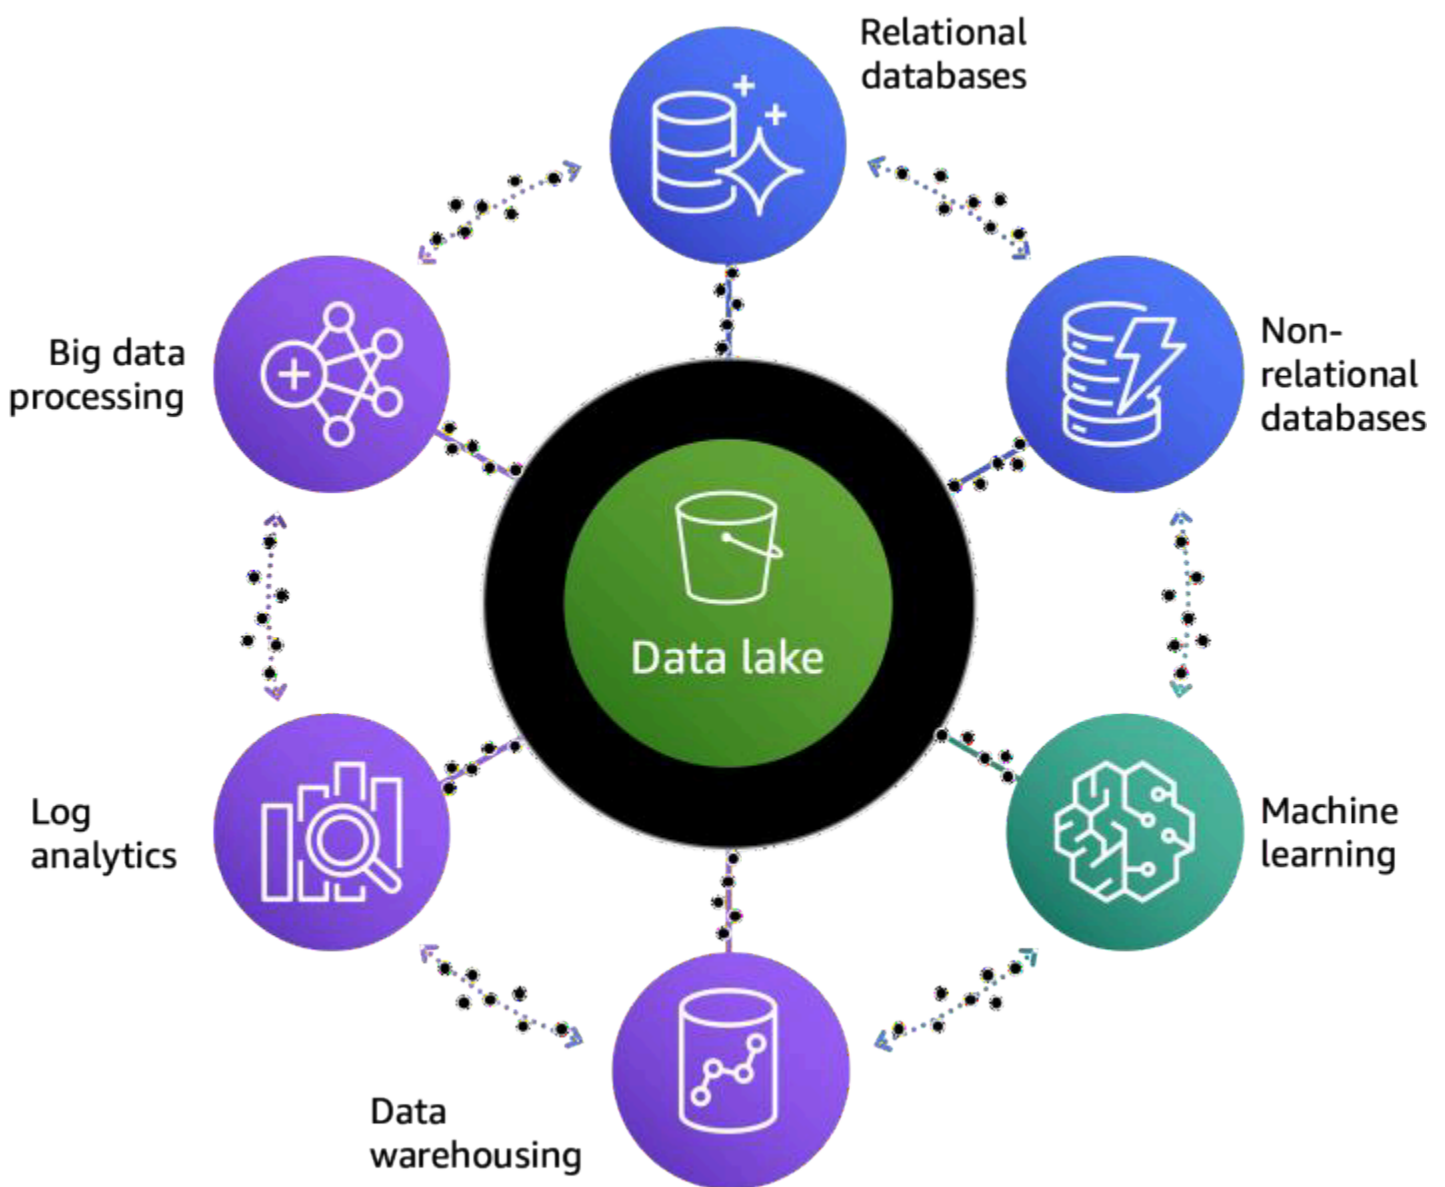 Relational
databases
Big data
processing
Non-
relational
databases
Data lake
Log
analytics
Machine
learning
Data
warehousing